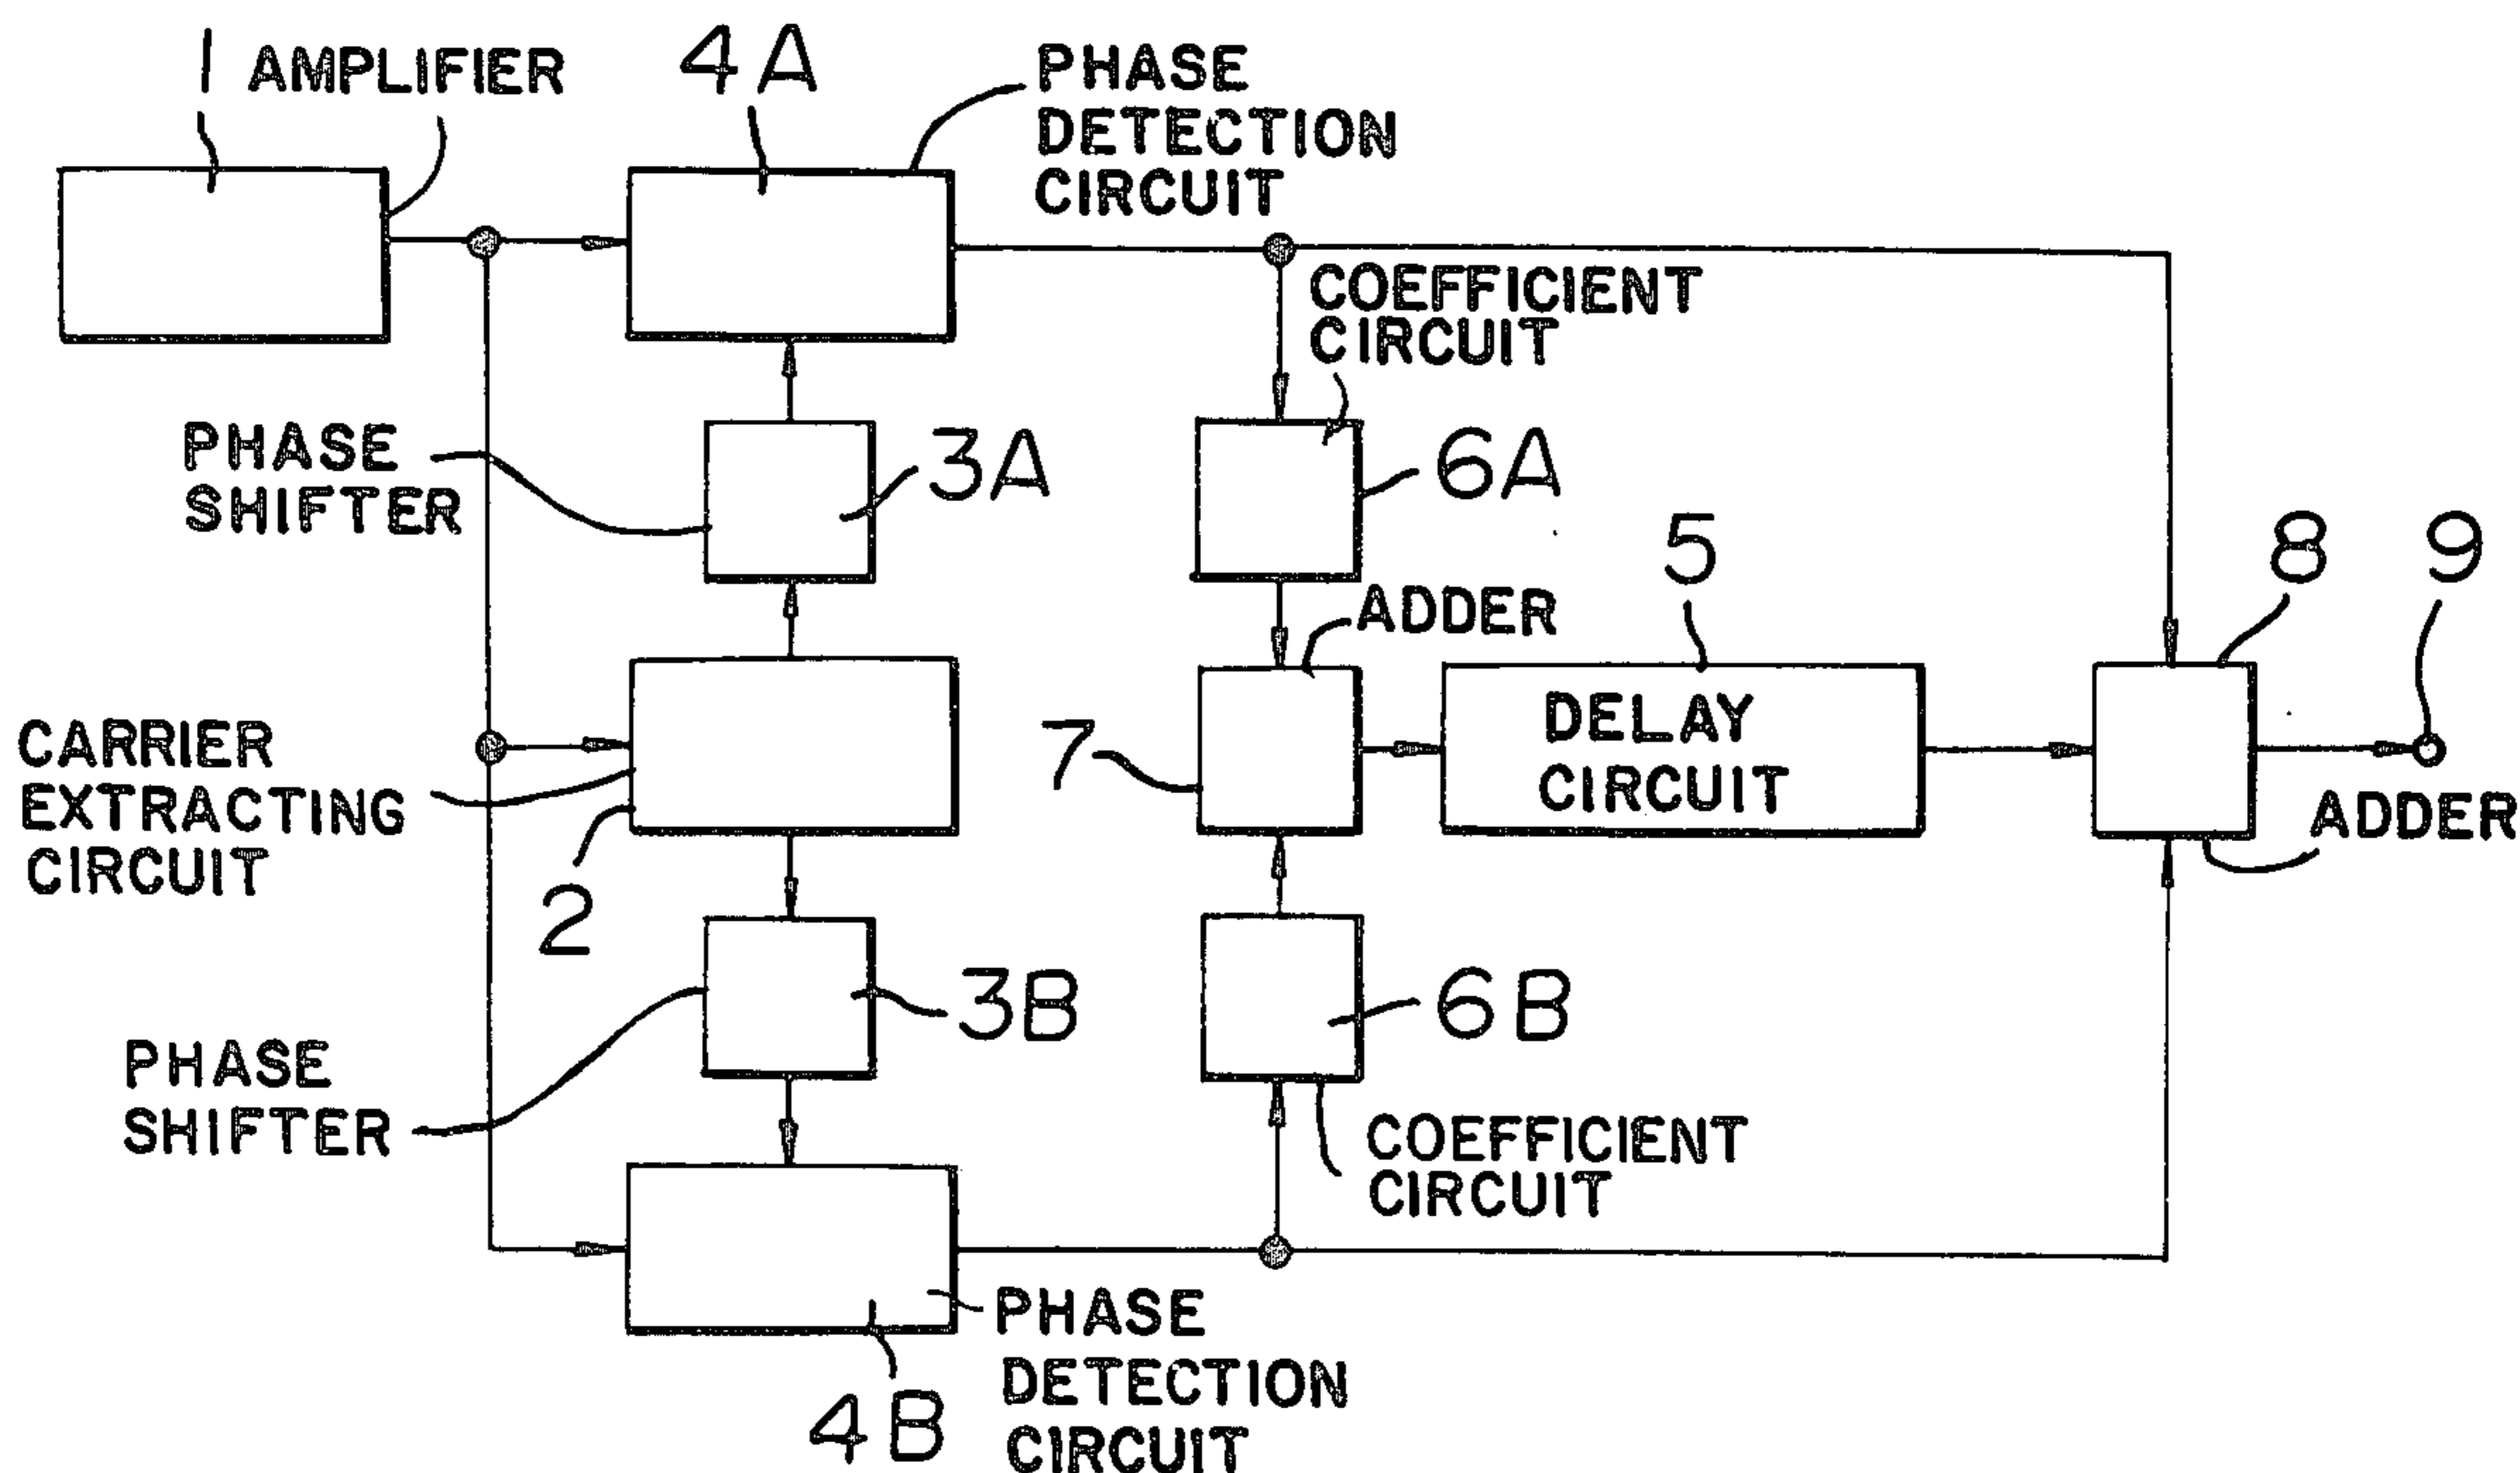 1 AMPLIFIER
4A
PHASE
DETECTION
CIRCUIT
COEFFICIENT
CIRCUIT
PHASE
SHIFTER
3A
6A
5
8
9
ADDER
CARRIER
EXTRACTING
CIRCUIT
2
7
DELAY
CIRCUIT
ADDER
3B
6B
PHASE
SHIFTER
COEFFICIENT
CIRCUIT
PHASE
DETECTION
CIRCUIT
4B